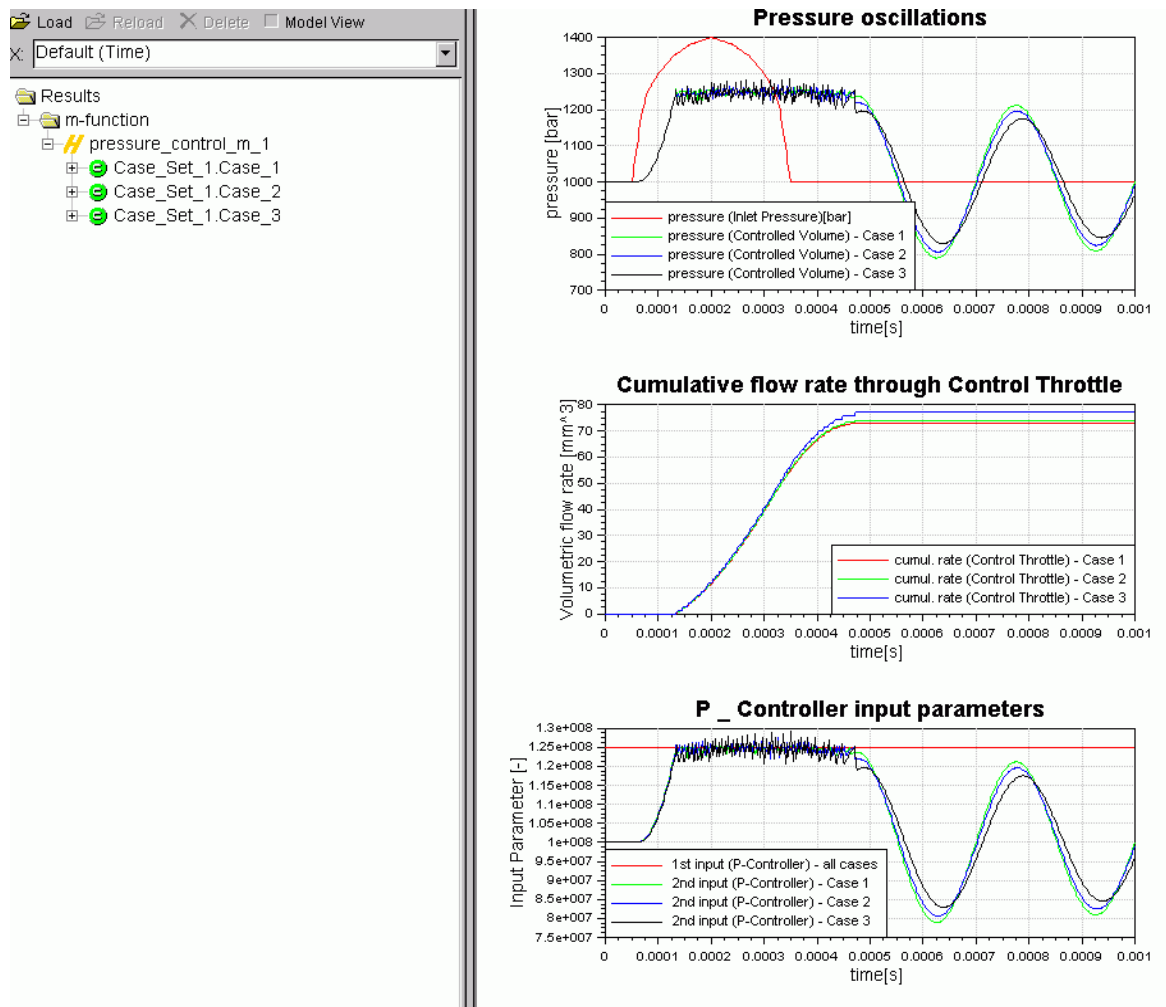 Load Reload Delete Model View
X: Default (Time)
Results
m-function
pressure_control_m_1
Case_Set_1.Case_1
Case_Set_1.Case_2
Case_Set_1.Case_3
Pressure oscillations
1400
1300
1200
1100
1000
900
800
700
pressure [bar]
pressure (Inlet Pressure)[bar]
pressure (Controlled Volume) - Case 1
pressure (Controlled Volume) - Case 2
pressure (Controlled Volume) - Case 3
0 0.0001 0.0002 0.0003 0.0004 0.0005 0.0006 0.0007 0.0008 0.0009 0.001
time[s]
Cumulative flow rate through Control Throttle
80
70
60
50
40
30
20
10
0
Volumetric flow rate [mm^3]
cumul. rate (Control Throttle) - Case 1
cumul. rate (Control Throttle) - Case 2
cumul. rate (Control Throttle) - Case 3
0 0.0001 0.0002 0.0003 0.0004 0.0005 0.0006 0.0007 0.0008 0.0009 0.001
time[s]
P _ Controller input parameters
1.3e+008
1.25e+008
1.2e+008
1.15e+008
1.1e+008
1.05e+008
1e+008
9.5e+007
9e+007
8.5e+007
8e+007
7.5e+007
Input Parameter [-]
1st input (P-Controller) - all cases
2nd input (P-Controller) - Case 1
2nd input (P-Controller) - Case 2
2nd input (P-Controller) - Case 3
0 0.0001 0.0002 0.0003 0.0004 0.0005 0.0006 0.0007 0.0008 0.0009 0.001
time[s]